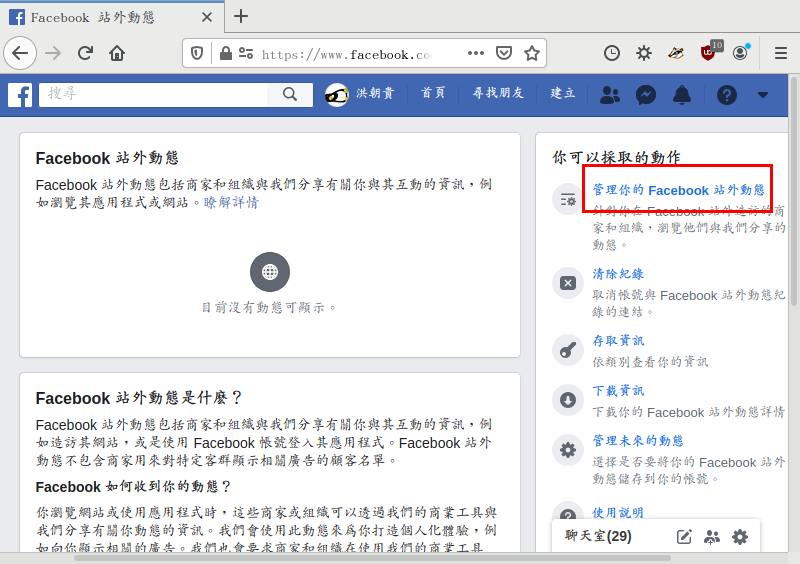 Facebook 站外動態
https://www.facebook.co
10
搜尋
洪朝貴
首頁
尋找朋友
建立
Facebook 站外動態
Facebook 站外動態包括商家和組織與我們分享有關你與其互動的資訊，例
如瀏覽其應用程式或網站。瞭解詳情
目前沒有動態可顯示。
Facebook 站外動態是什麼？
Facebook 站外動態包括商家和組織與我們分享有關你與其互動的資訊，例
如造訪其網站，或是使用 Facebook 帳號登入其應用程式。Facebook 站外
動態不包含商家用來對特定客群顯示相關廣告的顧客名單。
Facebook 如何收到你的動態？
你瀏覽網站或使用應用程式時，這些商家或組織可以透過我們的商業工具與
我們分享有關你動態的資訊。我們會使用此動態來為你打造個人化體驗，例
如向你顯示相關的廣告。我們也會要求商家和組織在使用我們的商業工具
你可以採取的動作
管理你的 Facebook 站外動態
針對你在 Facebook 站外造訪的商
家和組織，瀏覽他們與我們分享的
動態。
清除紀錄
取消帳號與 Facebook 站外動態紀
錄的連結。
存取資訊
依類別查看你的資訊
下載資訊
下載你的 Facebook 站外動態詳情
管理未來的動態
選擇是否要將你的 Facebook 站外
動態儲存到你的帳號。
使用說明
聊天室(29)